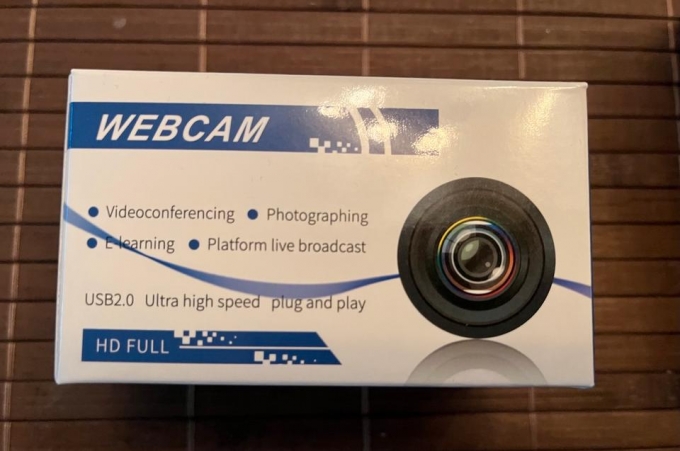 WEBCAM
● Videoconferencing ● Photographing
● E-learning ● Platform live broadcast
USB2.0 Ultra high speed plug and play
HD FULL